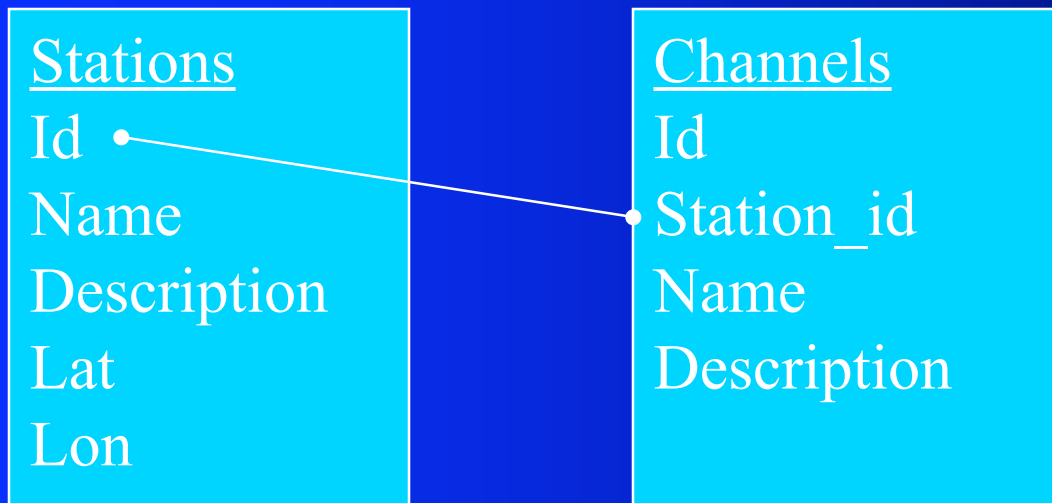 Stations
Id
Name
Description
Lat
Lon
Channels
Id
Station_id
Name
Description